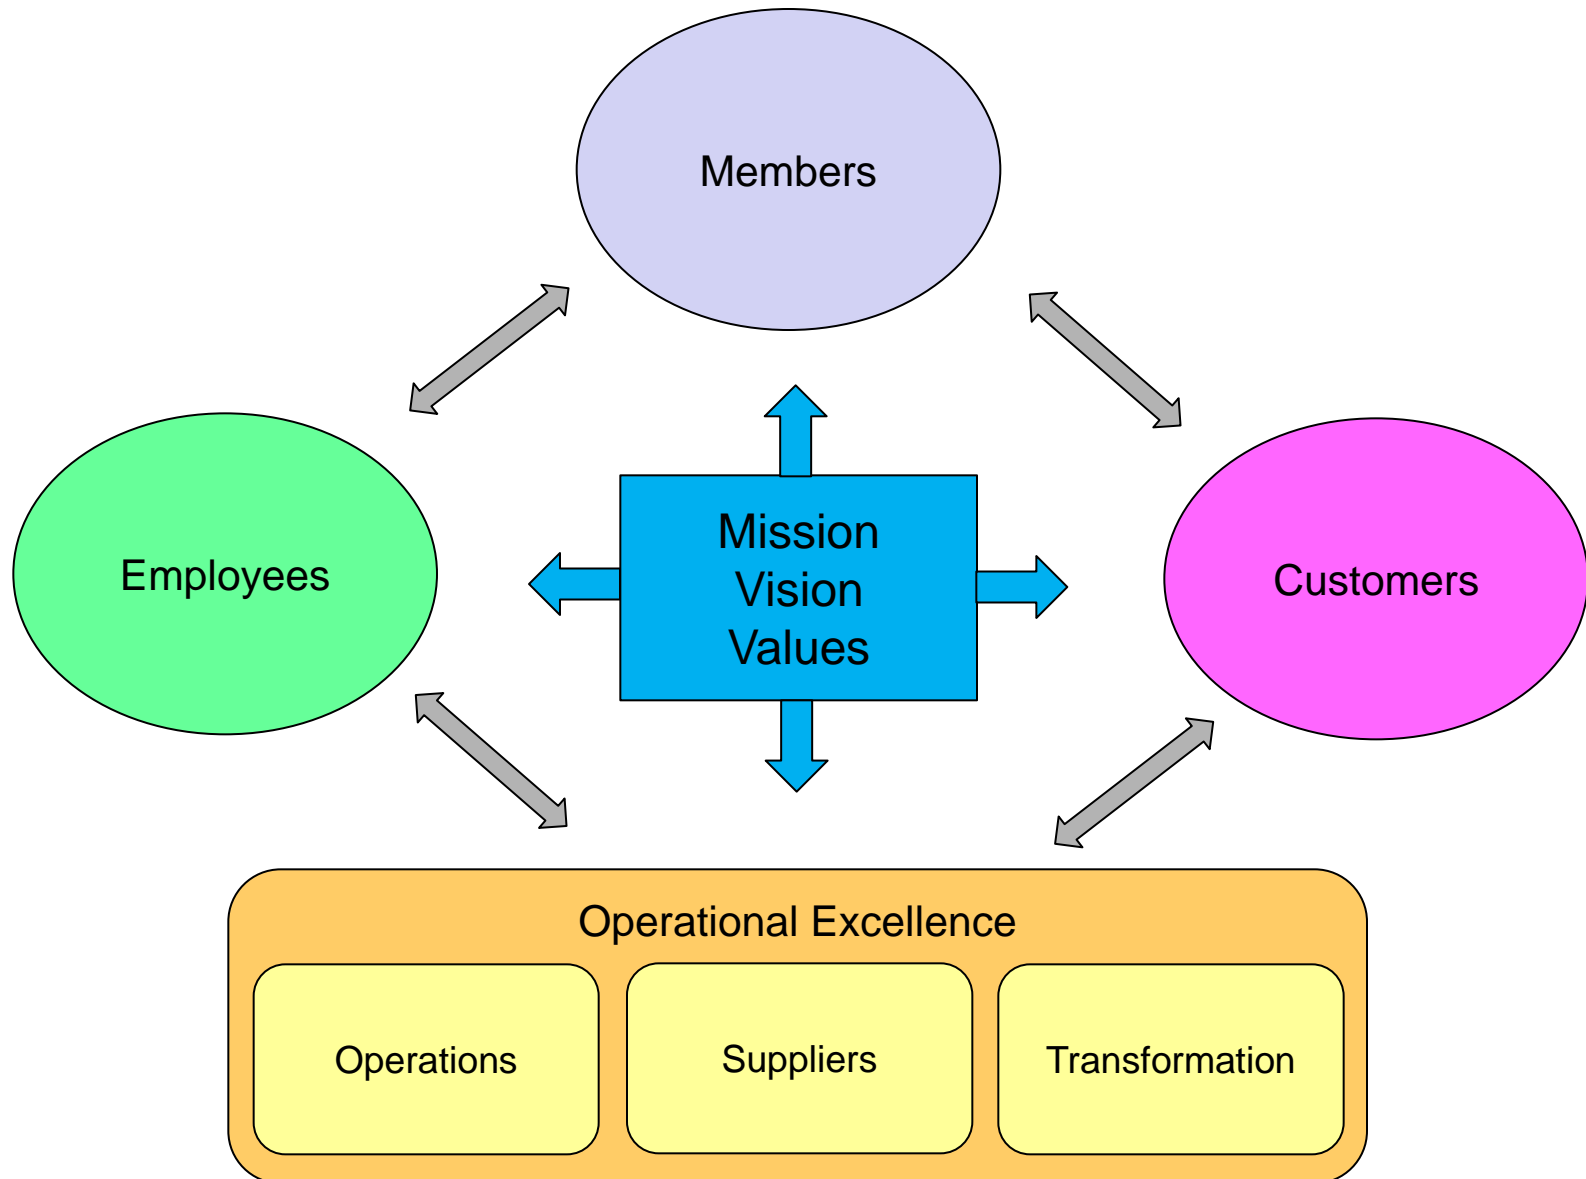 Members
Employees
Mission
Vision
Values
Customers
Operational Excellence
Operations
Suppliers
Transformation